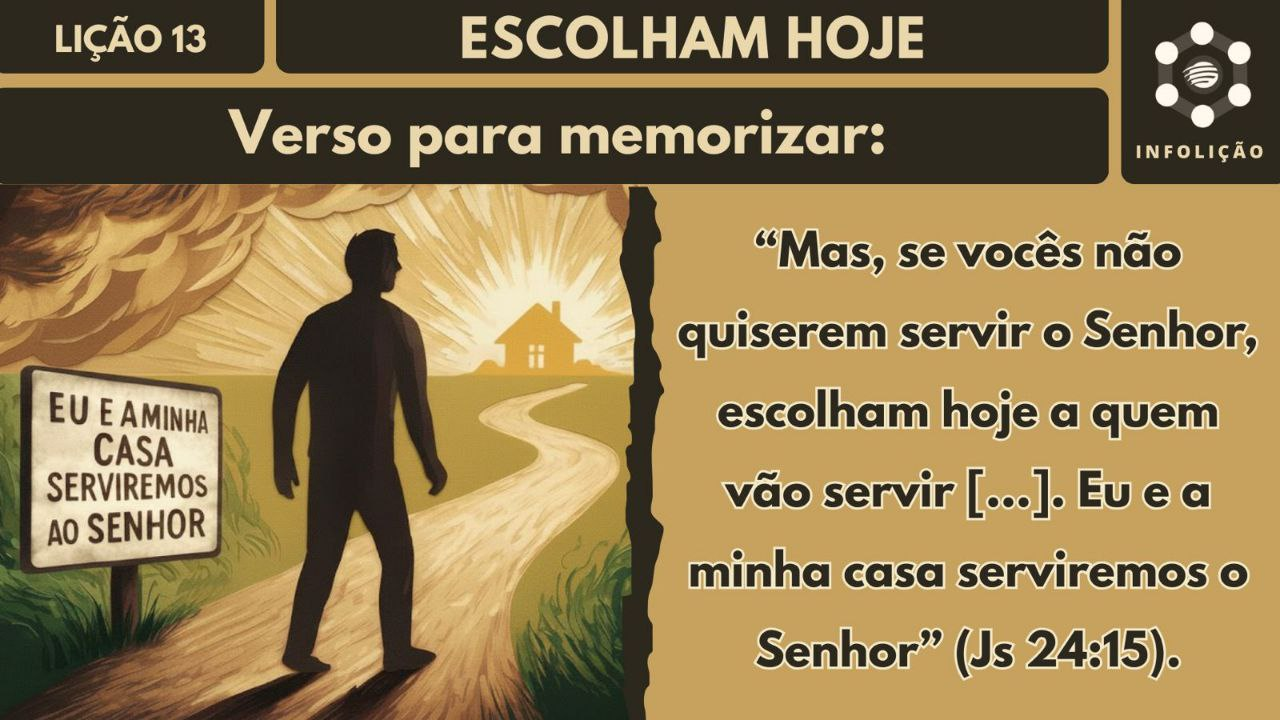 LIÇÃO 13
ESCOLHAM HOJE
INFOLIÇÃO
Verso para memorizar:
EU E A MINHA
CASA
SERVIREMOS
AO SENHOR
“Mas, se vocês não
quiserem servir o Senhor,
escolham hoje a quem
vão servir [...]. Eu e a
minha casa serviremos o
Senhor” (Js 24:15).